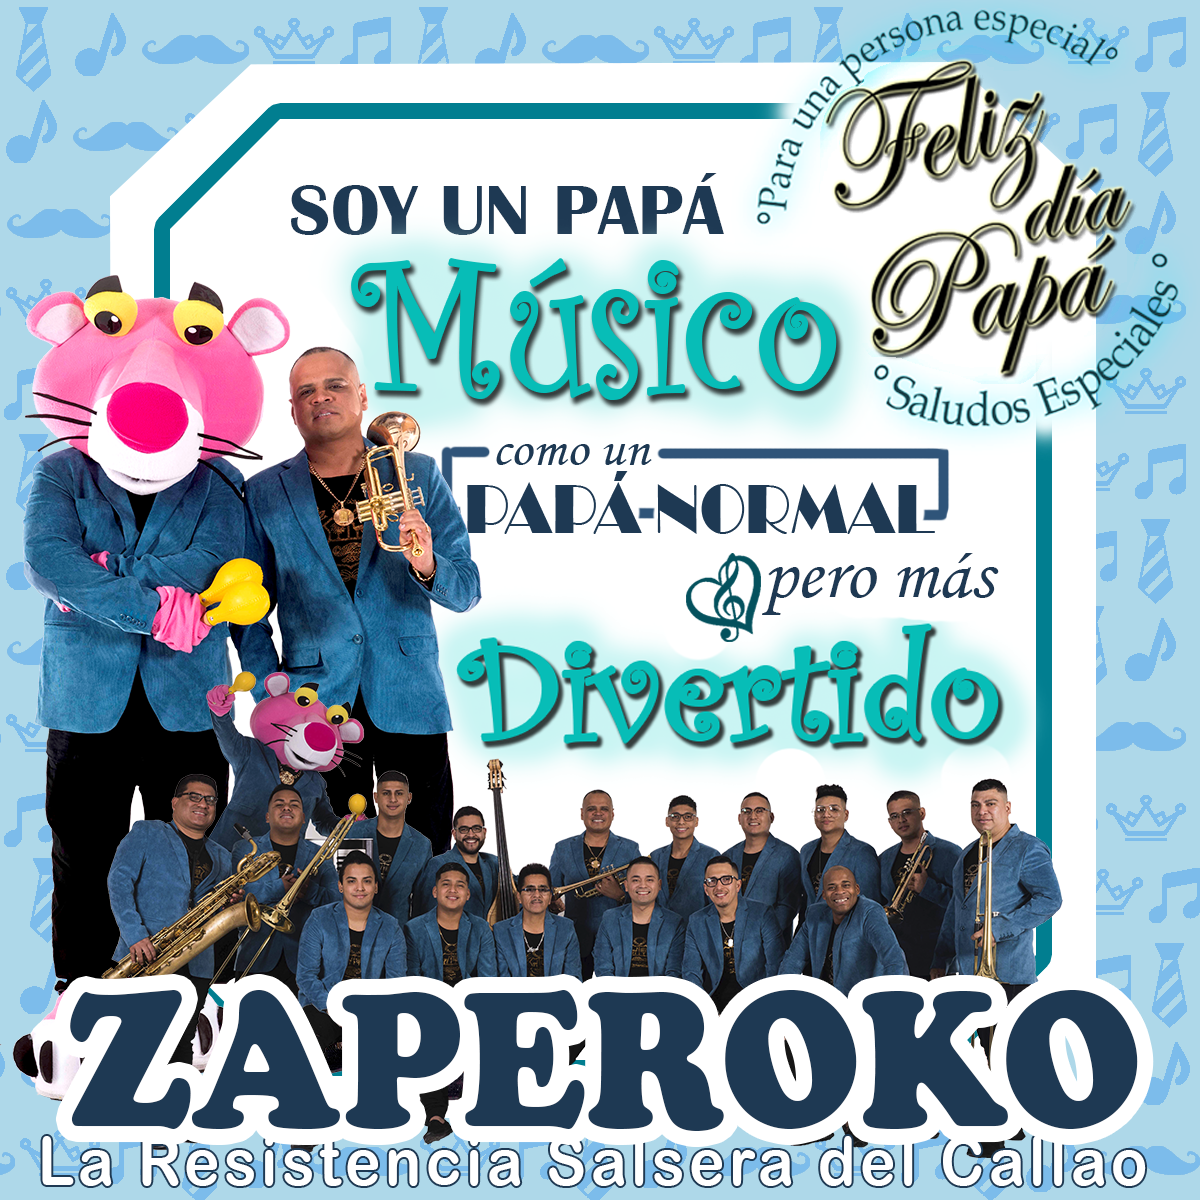 °Para una persona especial°
Feliz
día
Papá
°Saludos Especiales°
SOY UN PAPÁ
Músico
como un
PAPÁ-NORMAL
pero más
Divertido
ZAPEROKO
La Resistencia Salsera del Callao